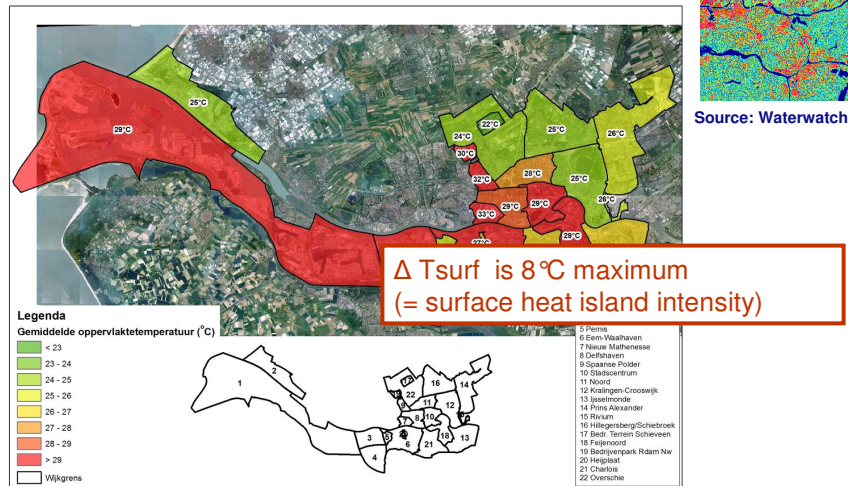 Source: Waterwatch
25°C
29°C
22°C
24°C
25°C
26°C
30°C
28°C
32°C
25°C
29°C
29°C
26°C
33°C
27°C
29°C
Δ Tsurf is 8°C maximum
(= surface heat island intensity)
Legenda
Gemiddelde oppervlaktetemperatuur (°C)
< 23
23 - 24
24 - 25
25 - 26
26 - 27
27 - 28
28 - 29
> 29
Wijkgrens
1
2
3
4
5
6
7
8
9
10
11
12
13
14
16
17
18
21
22
5 Pernis
6 Eem-Waalhaven
7 Nieuw Mathenesse
8 Delfshaven
9 Spaanse Polder
10 Stadscentrum
11 Noord
12 Kralingen-Crooswijk
13 Ijsselmonde
14 Prins Alexander
15 Rivium
16 Hillegersberg/Schiebroek
17 Bedr. Terrein Schieveen
18 Feijenoord
19 Bedrijvenpark Rdam Nw
20 Heijplaat
21 Charlois
22 Overschie